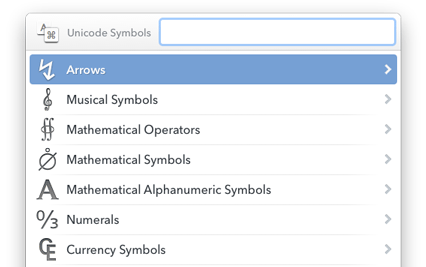 Unicode Symbols
Arrows
Musical Symbols
Mathematical Operators
Mathematical Symbols
Mathematical Alphanumeric Symbols
Numerals
Currency Symbols